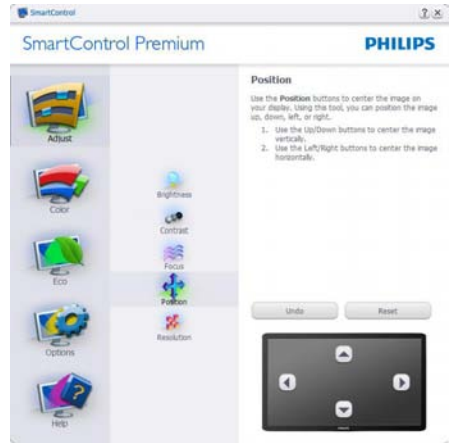 SmartControl
SmartControl Premium
PHILIPS
Adjust
Color
Eco
Options
Help
Brightness
Contrast
Focus
Position
Resolution
Position
Use the Position buttons to center the image on
your display. Using this tool, you can position the image
up, down, left, or right.
1. Use the Up/Down buttons to center the image
vertically.
2. Use the Left/Right buttons to center the image
horizontally.
Undo
Reset